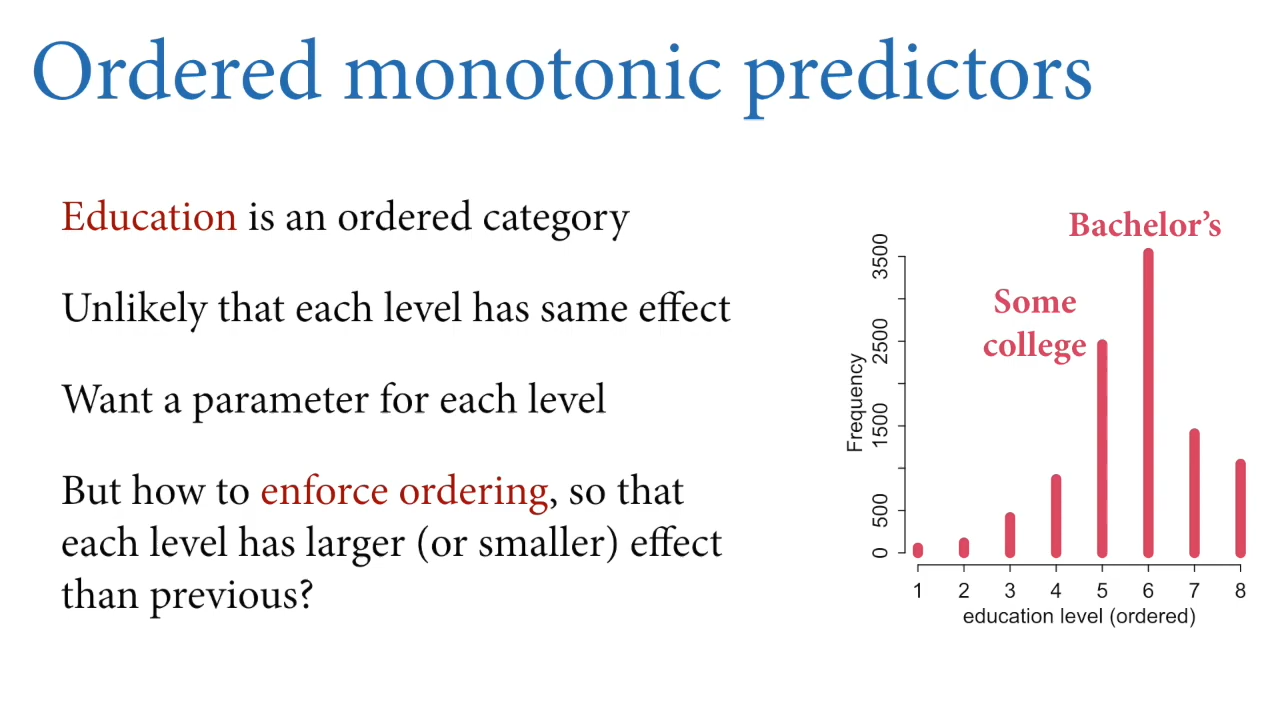 Ordered monotonic predictors
Education is an ordered category
Unlikely that each level has same effect
Want a parameter for each level
But how to enforce ordering, so that
each level has larger (or smaller) effect
than previous?
Bachelor’s
Some
college
Frequency
3500
2500
1500
500
0
1 2 3 4 5 6 7 8
education level (ordered)